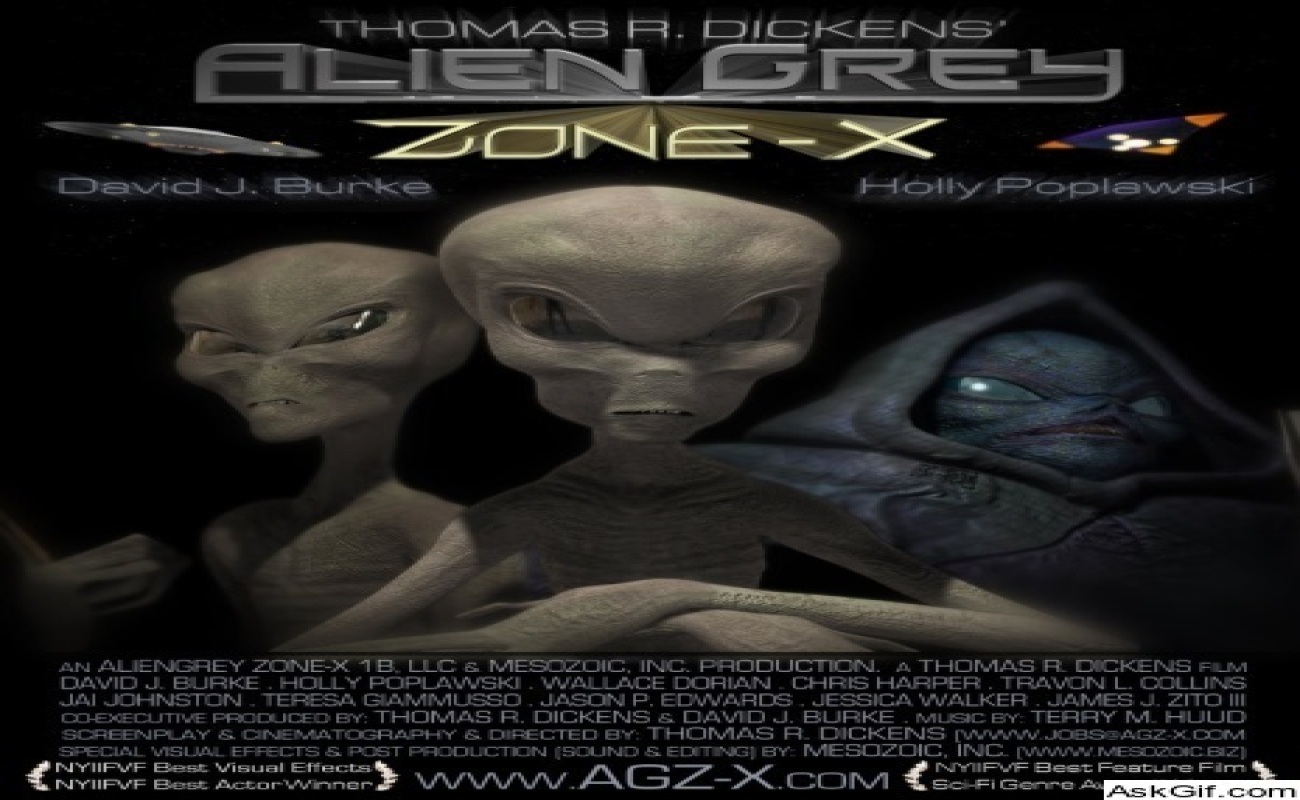 THOMAS R. DICKENS'
ALIEN GREY
ZONE-X
David J. Burke
Holly Poplawski
AN ALIENGREY ZONE-X 1B, LLC & MESOZOIC, INC. PRODUCTION. A THOMAS R. DICKENS FILM
DAVID J. BURKE . HOLLY POPLAWSKI . WALLACE DORIAN . CHRIS HARPER . TRAVON L. COLLINS
JAI JOHNSTON . TERESA GIAMMUSSO . JASON P. EDWARDS . JESSICA WALKER . JAMES J. ZITO III
CO-EXECUTIVE PRODUCED BY: THOMAS R. DICKENS & DAVID J. BURKE . MUSIC BY: TERRY M. HUUD
SCREENPLAY & CINEMATOGRAPHY & DIRECTED BY: THOMAS R. DICKENS [WWW.JOBS@AGZ-X.COM
SPECIAL VISUAL EFFECTS & POST PRODUCTION (SOUND & EDITING) BY: MESOZOIC, INC. [WWW.MESOZOIC.BIZ]
NYIIFVF Best Visual Effects
NYIIFVF Best Actor Winner
WWW.AGZ-X.COM
NYIIFVF Best Feature Film
Sci-Fi Genre
AskGif.com